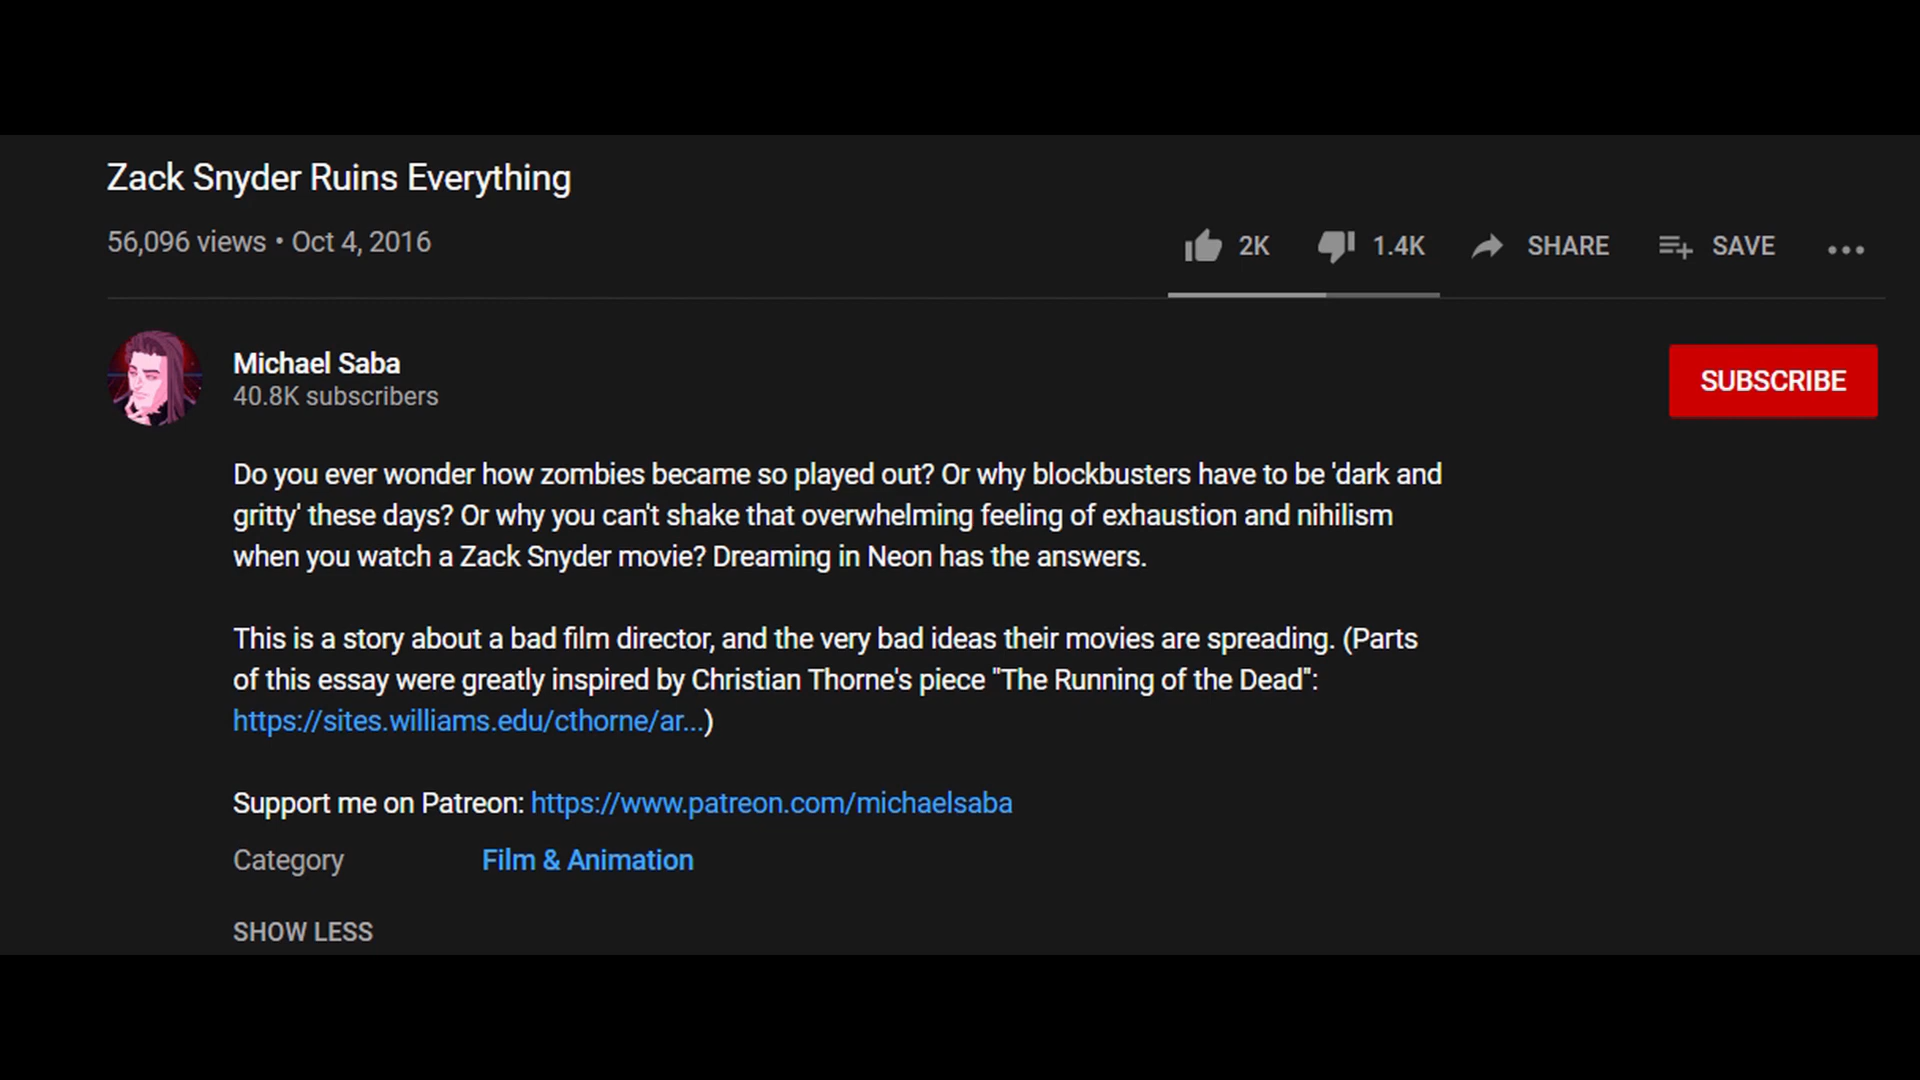 Zack Snyder Ruins Everything
56,096 views • Oct 4, 2016
2K 1.4K SHARE SAVE
Michael Saba
40.8K subscribers
SUBSCRIBE
Do you ever wonder how zombies became so played out? Or why blockbusters have to be 'dark and
gritty' these days? Or why you can't shake that overwhelming feeling of exhaustion and nihilism
when you watch a Zack Snyder movie? Dreaming in Neon has the answers.
This is a story about a bad film director, and the very bad ideas their movies are spreading. (Parts
of this essay were greatly inspired by Christian Thorne's piece "The Running of the Dead":
https://sites.williams.edu/cthorne/ar...)
Support me on Patreon: https://www.patreon.com/michaelsaba
Category Film & Animation
SHOW LESS